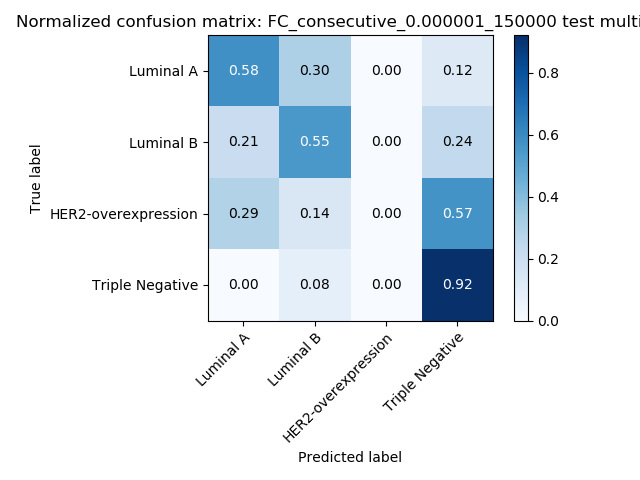 Normalized confusion matrix: FC_consecutive_0.000001_150000 test multi
True label
Luminal A 0.58 0.30 0.00 0.12
Luminal B 0.21 0.55 0.00 0.24
HER2-overexpression 0.29 0.14 0.00 0.57
Triple Negative 0.00 0.08 0.00 0.92
Luminal A
Luminal B
HER2-overexpression
Triple Negative
Predicted label
0.8
0.6
0.4
0.2
0.0